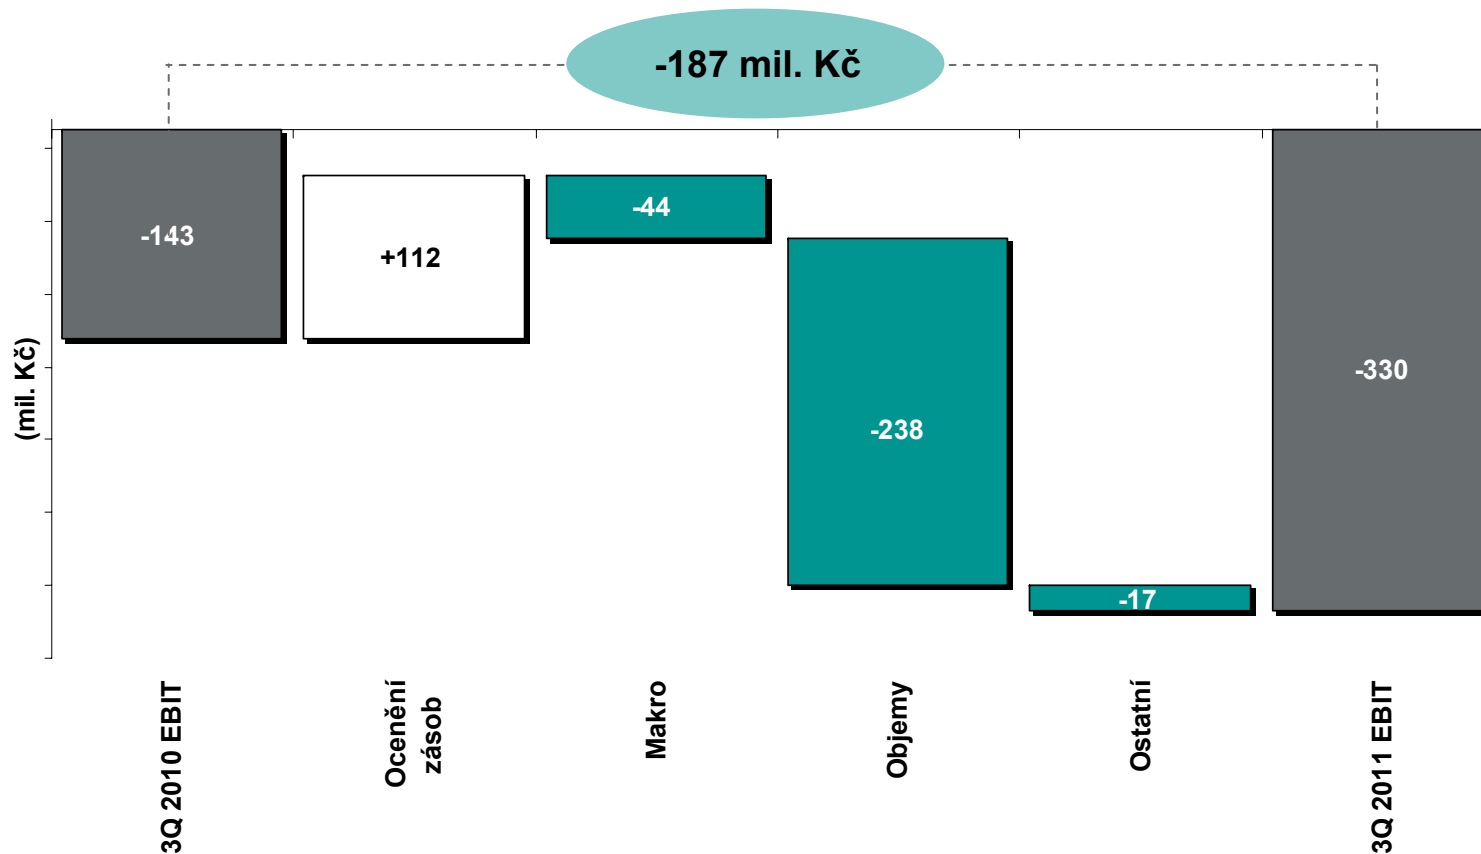 -187 mil. Kč
-143
+112
-44
-238
-17
-330
(mil. Kč)
3Q 2010 EBIT
Ocenění
zásob
Makro
Objemy
Ostatní
3Q 2011 EBIT